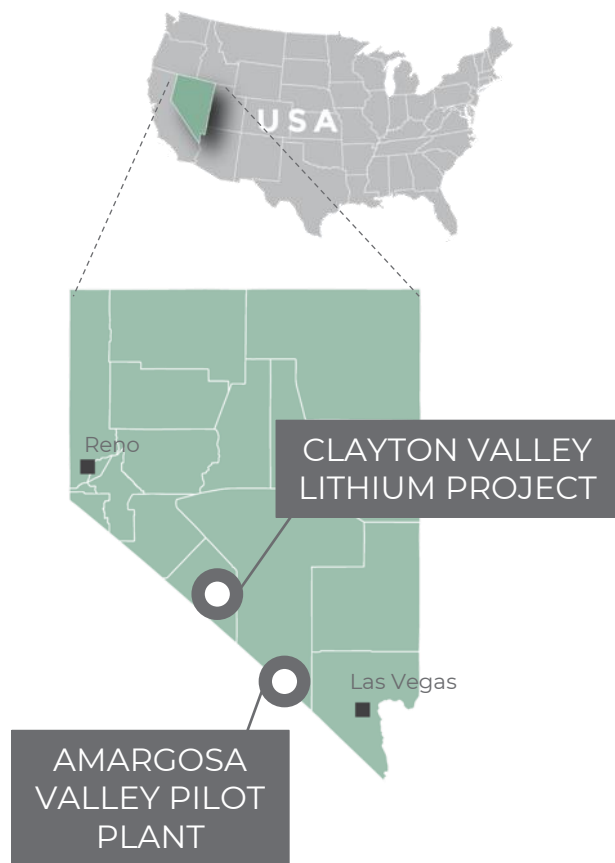 USA
Reno
CLAYTON VALLEY
LITHIUM PROJECT
Las Vegas
AMARGOSA
VALLEY PILOT
PLANT